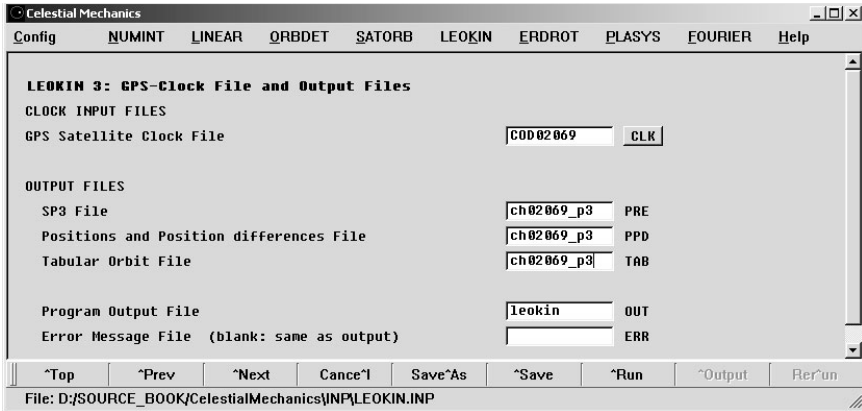 Celestial Mechanics
Config NUMINT LINEAR ORBDET SATORB LEOKIN ERDROT PLASYS FOURIER Help
LEOKIN 3: GPS-Clock File and Output Files
CLOCK INPUT FILES
GPS Satellite Clock File COD02069 CLK
OUTPUT FILES
SP3 File ch02069_p3 PRE
Positions and Position differences File ch02069_p3 PPD
Tabular Orbit File ch02069_p3 TAB
Program Output File leokin OUT
Error Message File (blank: same as output) ERR
^Top ^Prev ^Next Cance^l Save^As ^Save ^Run ^Output Rer^un
File: D:/SOURCE_BOOK/CelestialMechanics\INP\LEOKIN.INP